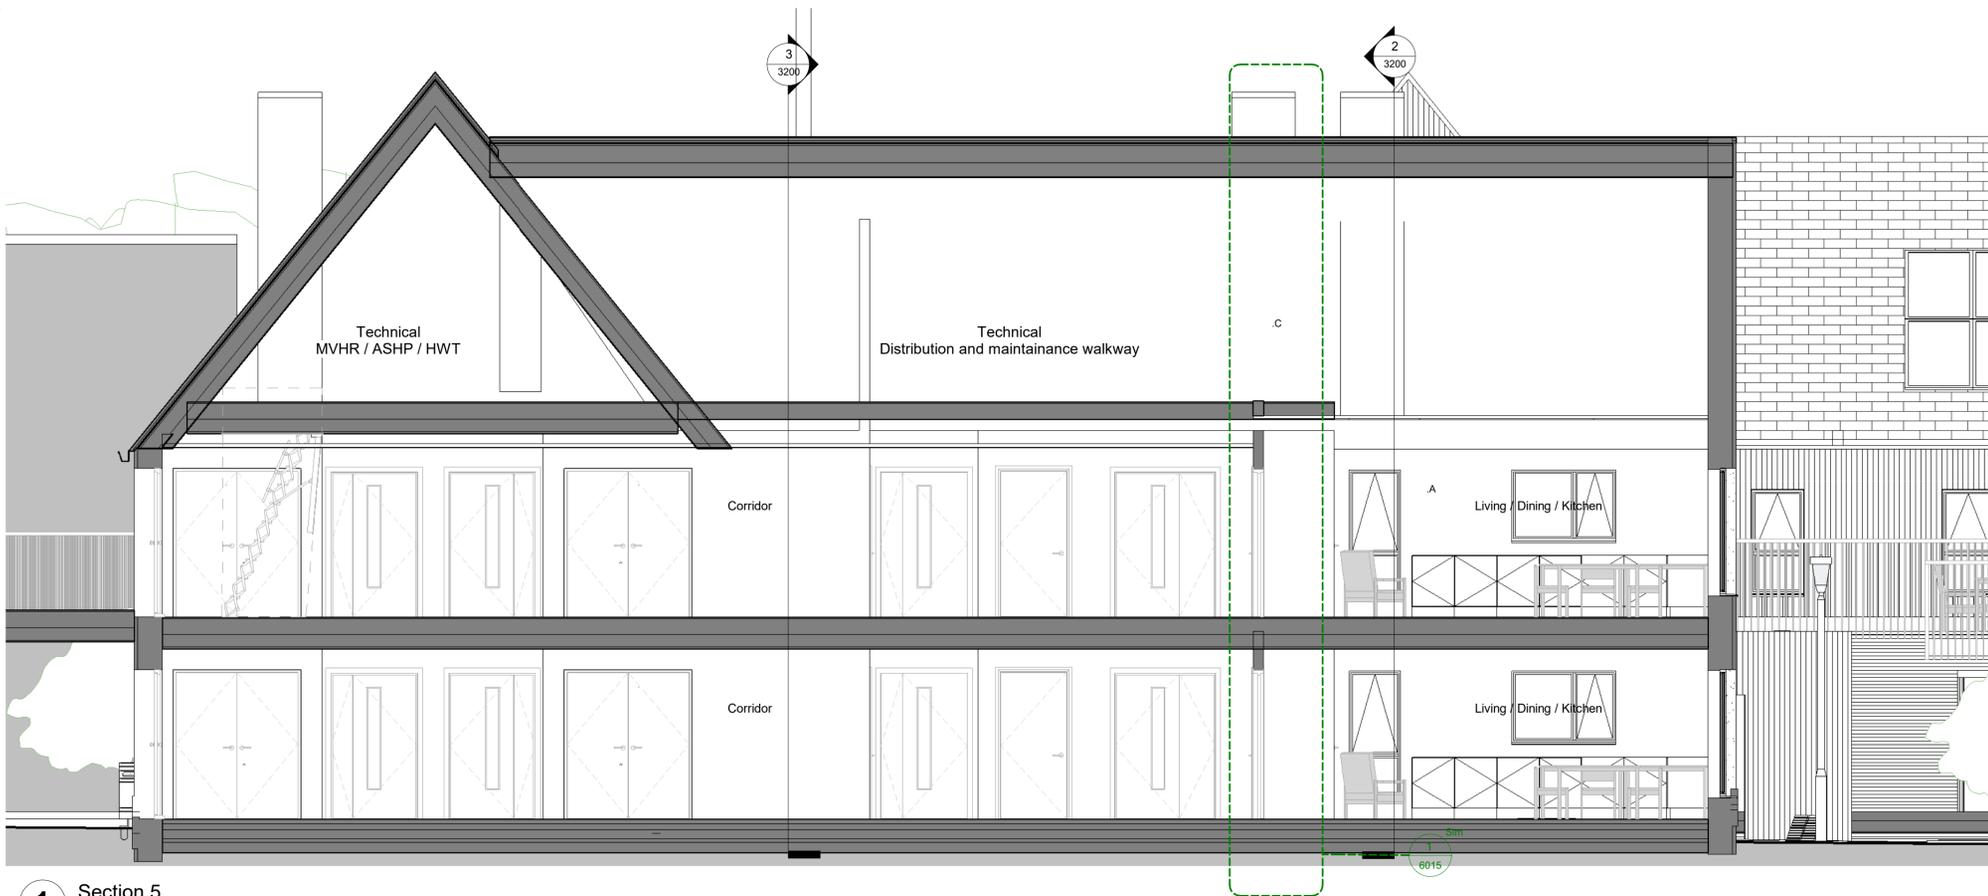 3
3200
2
3200
.C
Technical
MVHR / ASHP / HWT
Technical
Distribution and maintainance walkway
.A
Corridor
Living / Dining / Kitchen
Corridor
Living / Dining / Kitchen
Sim
1
6015
Section 5